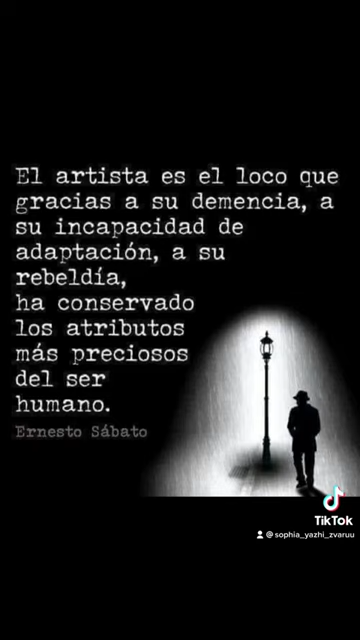 El artista es el loco que
gracias a su demencia, a
su incapacidad de
adaptación, a su
rebeldía,
ha conservado
los atributos
más preciosos
del ser
humano.
Ernesto Sábato
TikTok
@sophia_yazhi_zvaruu